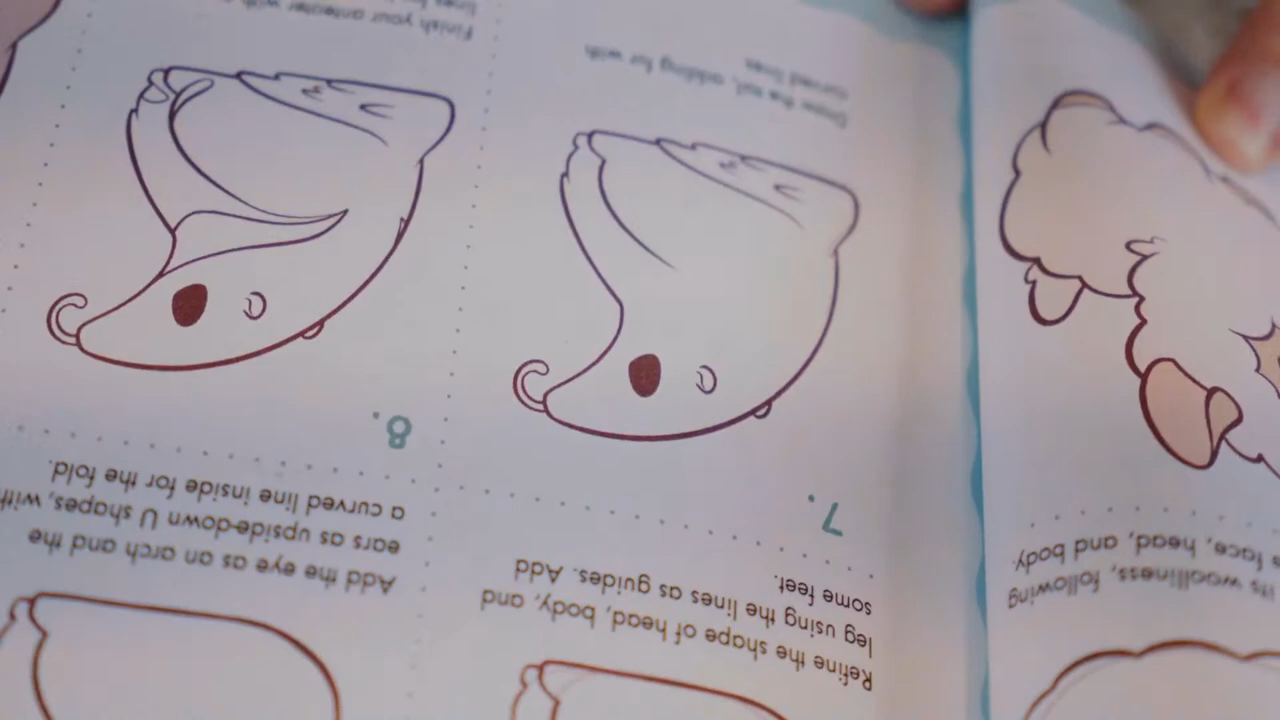 Refine the shape of head, body, and
leg using the lines as guides. Add
some feet.
Add the eye as an arch and the
ears as upside-down U shapes, with
a curved line inside for the fold.
7.
8.
Draw the tail, adding fur with
curved lines.
Finish your anteater with
lines
its woolliness, following
face, head, and body.